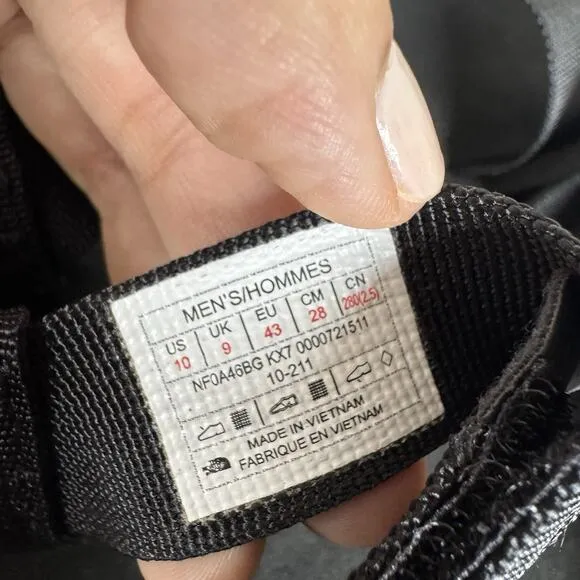 MEN'S/HOMMES
US UK EU CM CN
10 9 43 28 280(2.5)
NF0A46BG KX7 0000721511
10-211
MADE IN VIETNAM
FABRIQUE EN VIETNAM